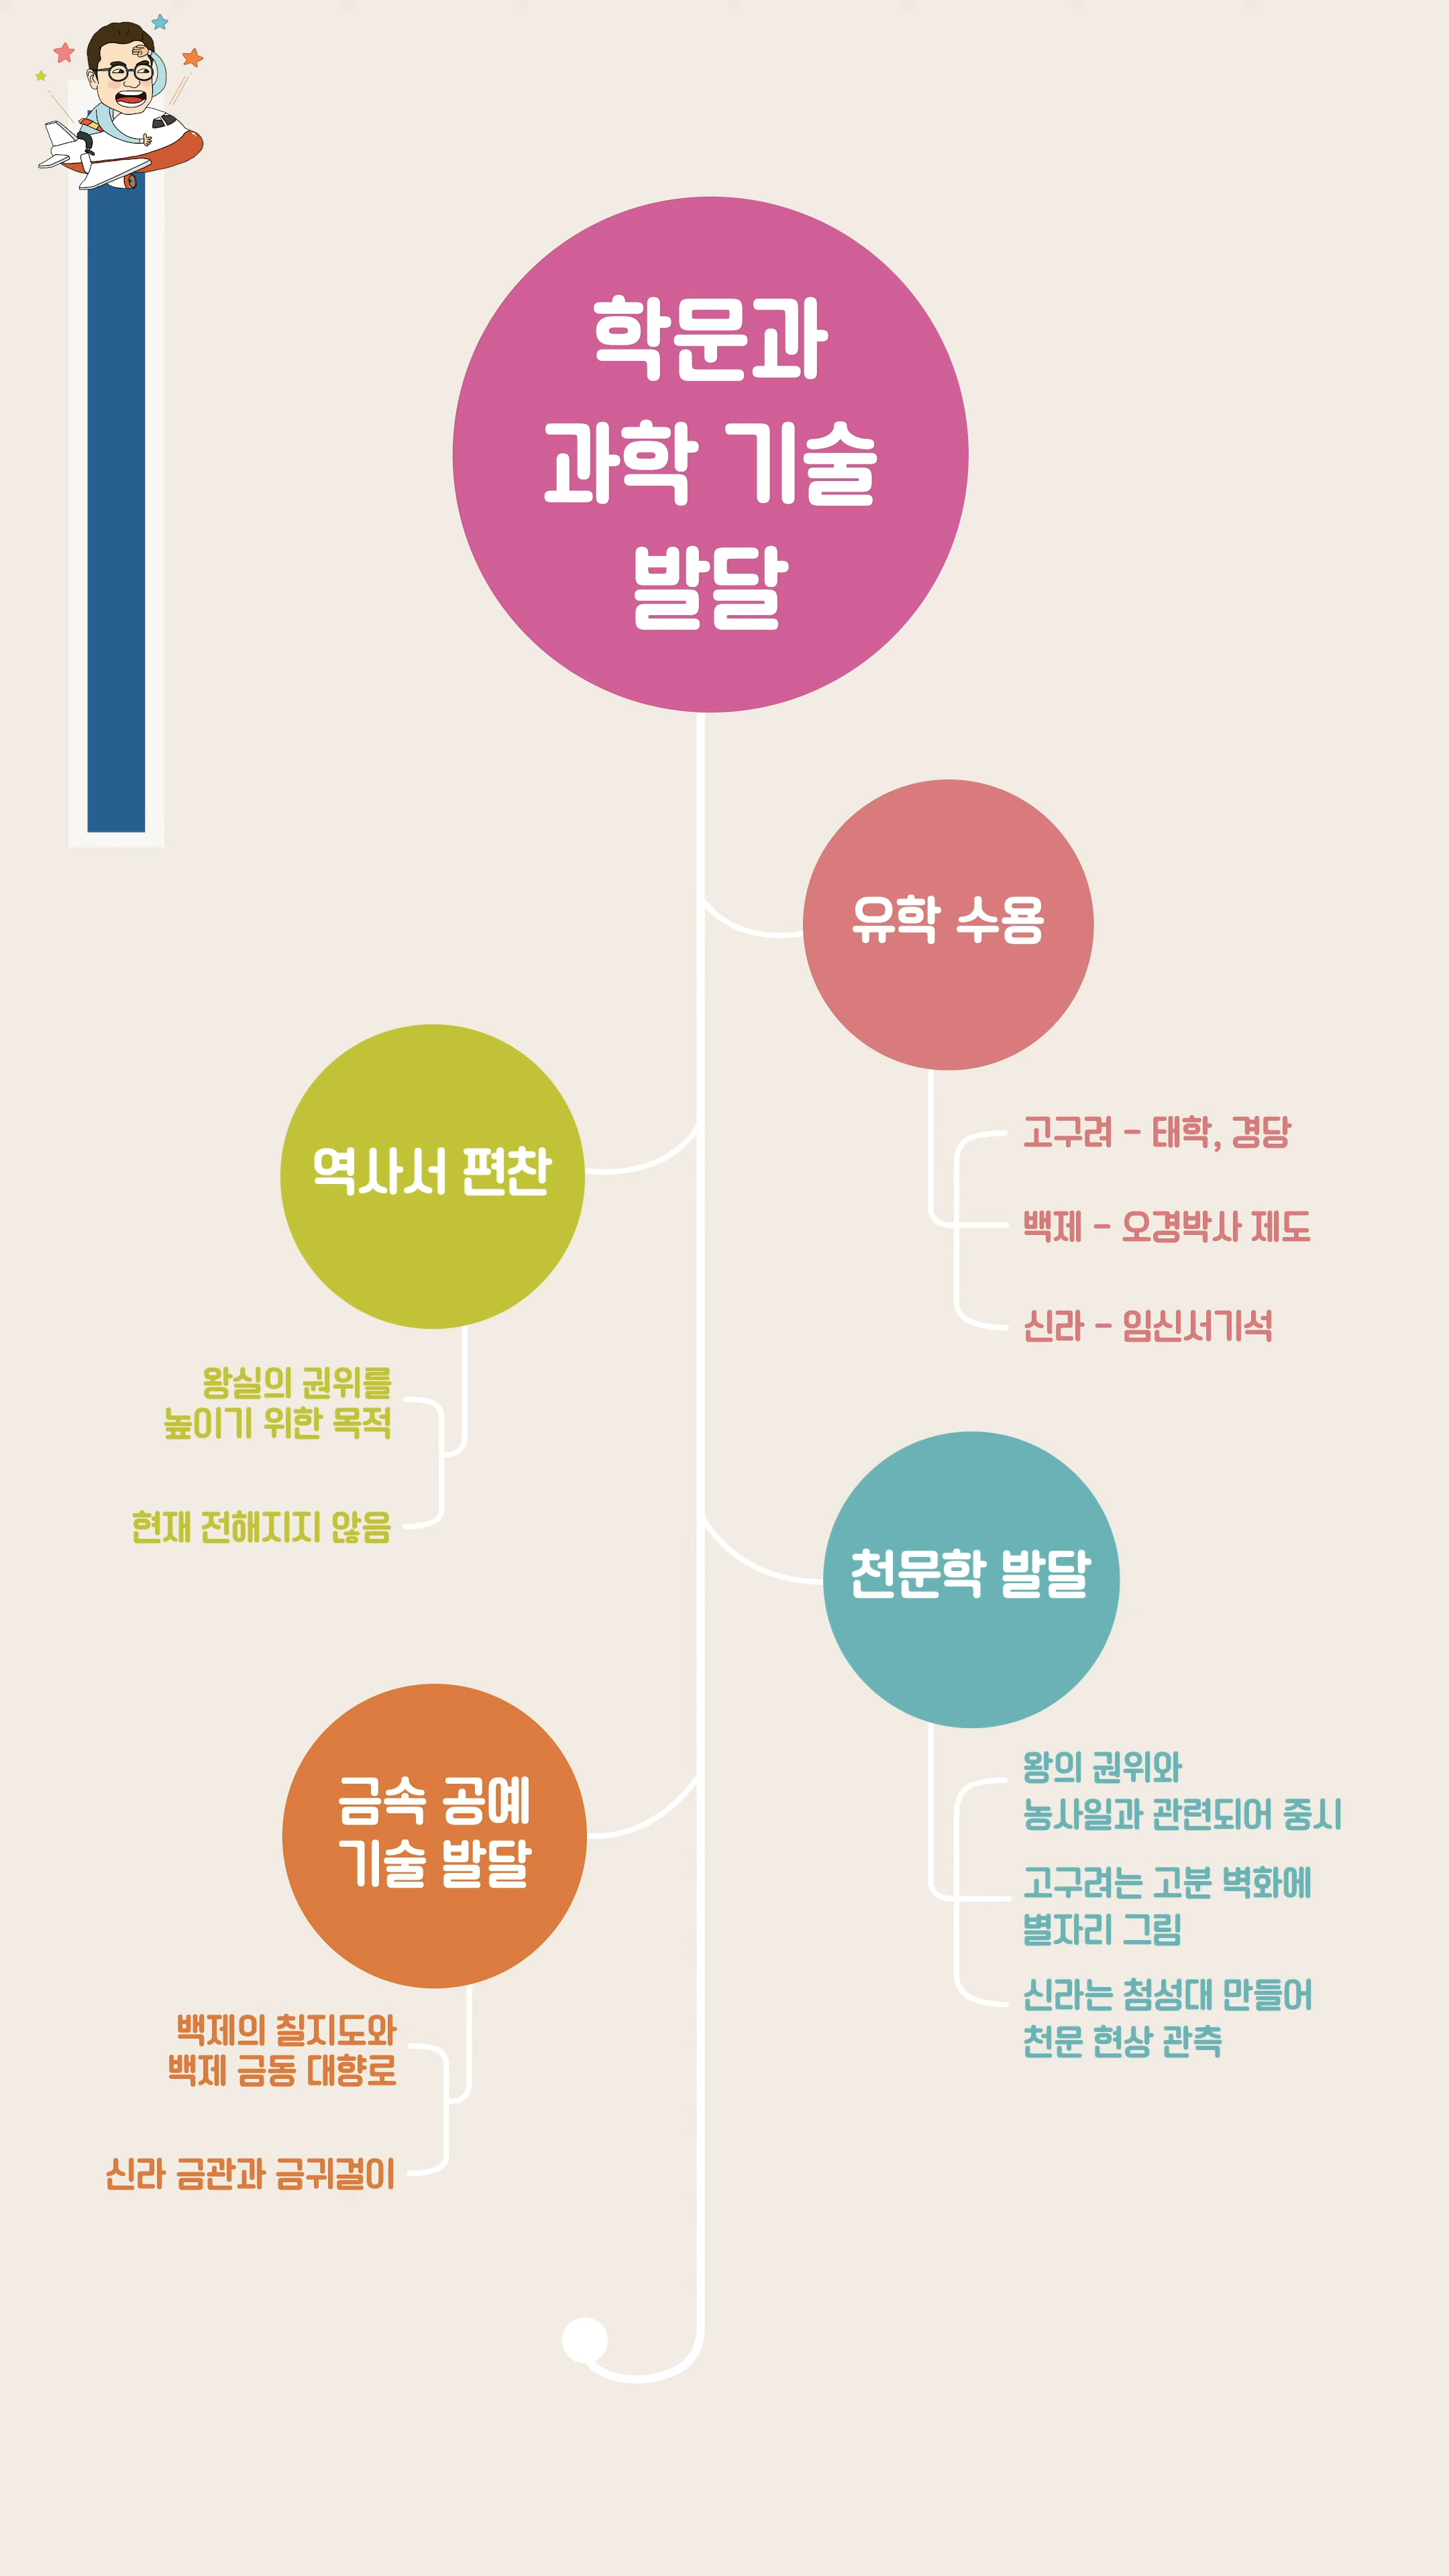 학문과
과학 기술
발달
유학 수용
고구려 - 태학, 경당
백제 - 오경박사 제도
신라 - 임신서기석
역사서 편찬
왕실의 권위를
높이기 위한 목적
현재 전해지지 않음
천문학 발달
왕의 권위와
농사일과 관련되어 중시
고구려는 고분 벽화에
별자리 그림
신라는 첨성대 만들어
천문 현상 관측
금속 공예
기술 발달
백제의 칠지도와
백제 금동 대향로
신라 금관과 금귀걸이